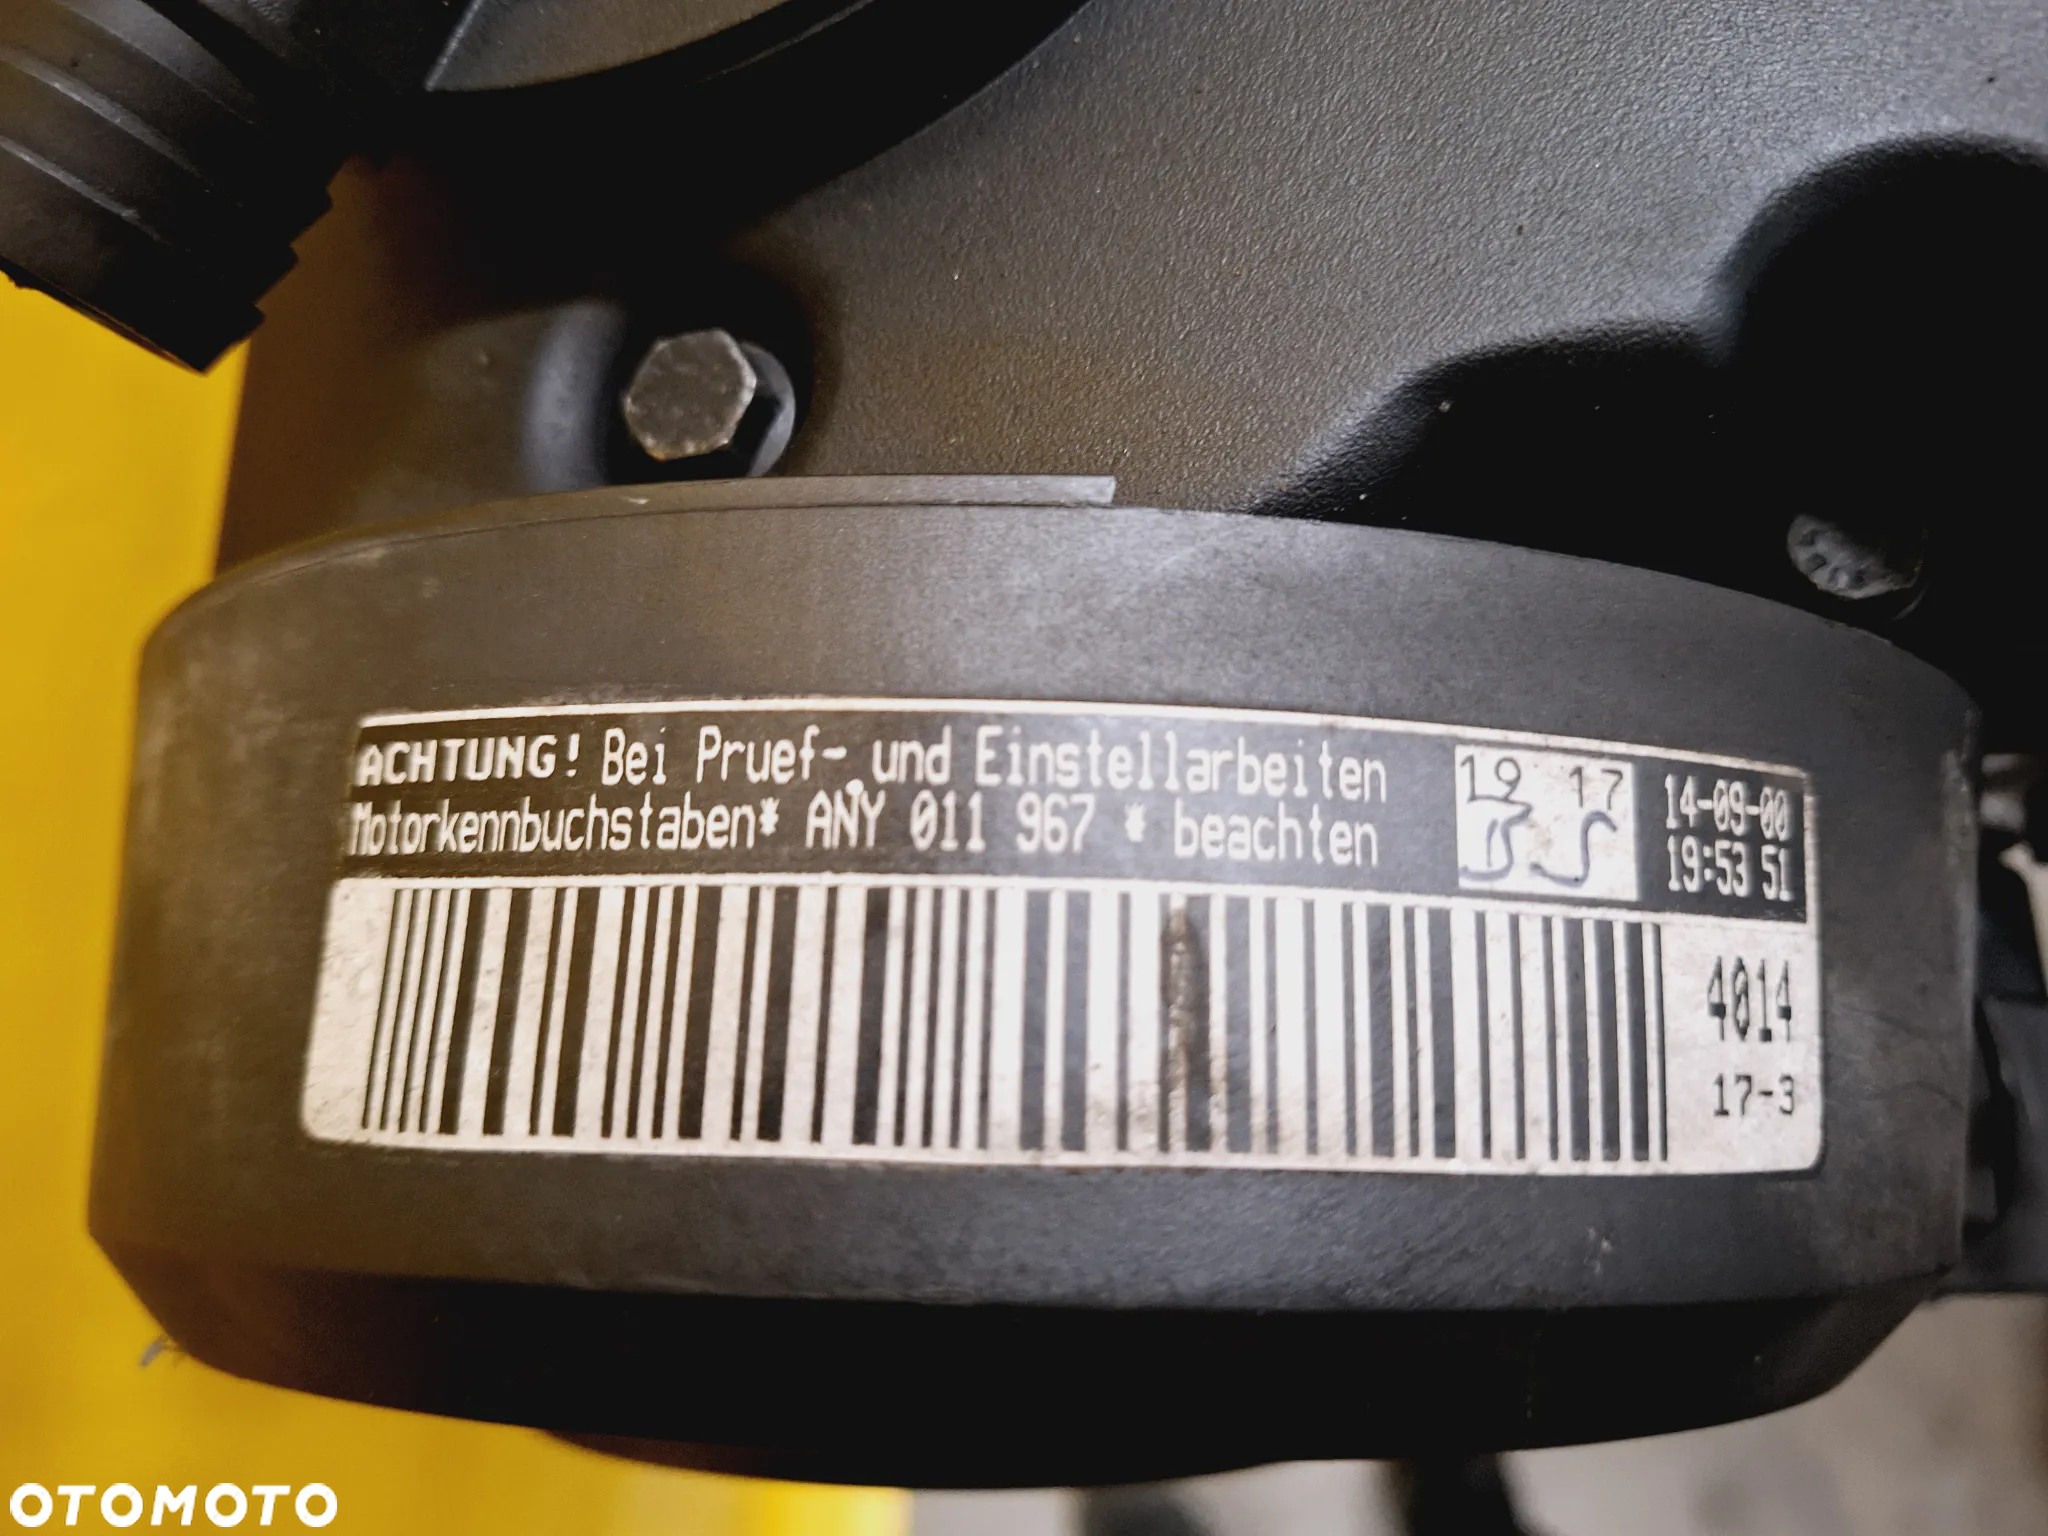 ACHTUNG! Bei Pruef- und Einstellarbeiten
Motorkennbuchstaben* ANY 011 967 * beachten
19 17
14-09-00
19:53 51
4014
17-3
OTOMOTO